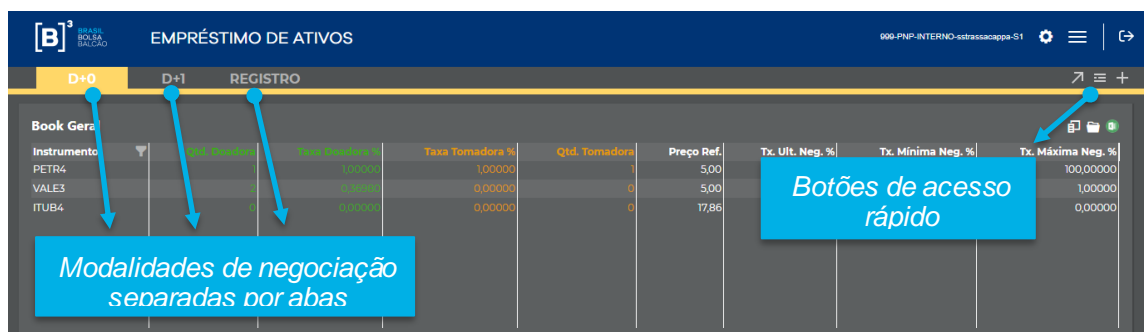 [B]³ BRASIL BOLSA BALCÃO
EMPRÉSTIMO DE ATIVOS
999-PNP-INTERNO-sstrassacappa-S1
D+0 D+1 REGISTRO
Book Geral
Instrumento Qtd. Doadora Taxa Doadora % Taxa Tomadora % Qtd. Tomadora Preço Ref. Tx. Ult. Neg. % Tx. Mínima Neg. % Tx. Máxima Neg. %
PETR4 1 1,00000 1,00000 1 5,00 100,00000
VALE3 2 0,36980 0,00000 0 5,00 1,00000
ITUB4 0 0,00000 0,00000 0 17,86 0,00000
Botões de acesso
rápido
Modalidades de negociação
separadas por abas